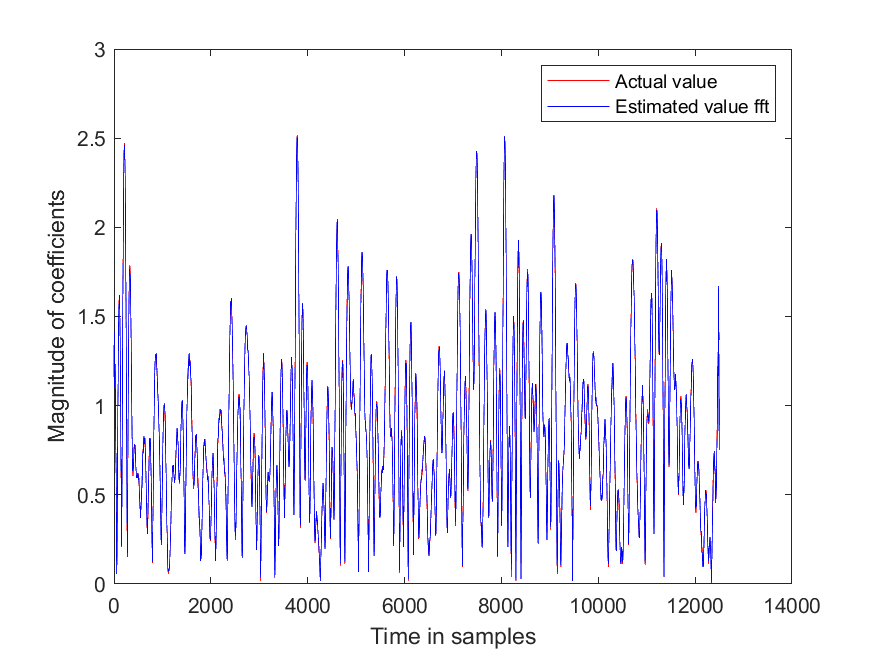 3
2.5
2
1.5
1
0.5
0
Magnitude of coefficients
Actual value
Estimated value fft
0 2000 4000 6000 8000 10000 12000 14000
Time in samples